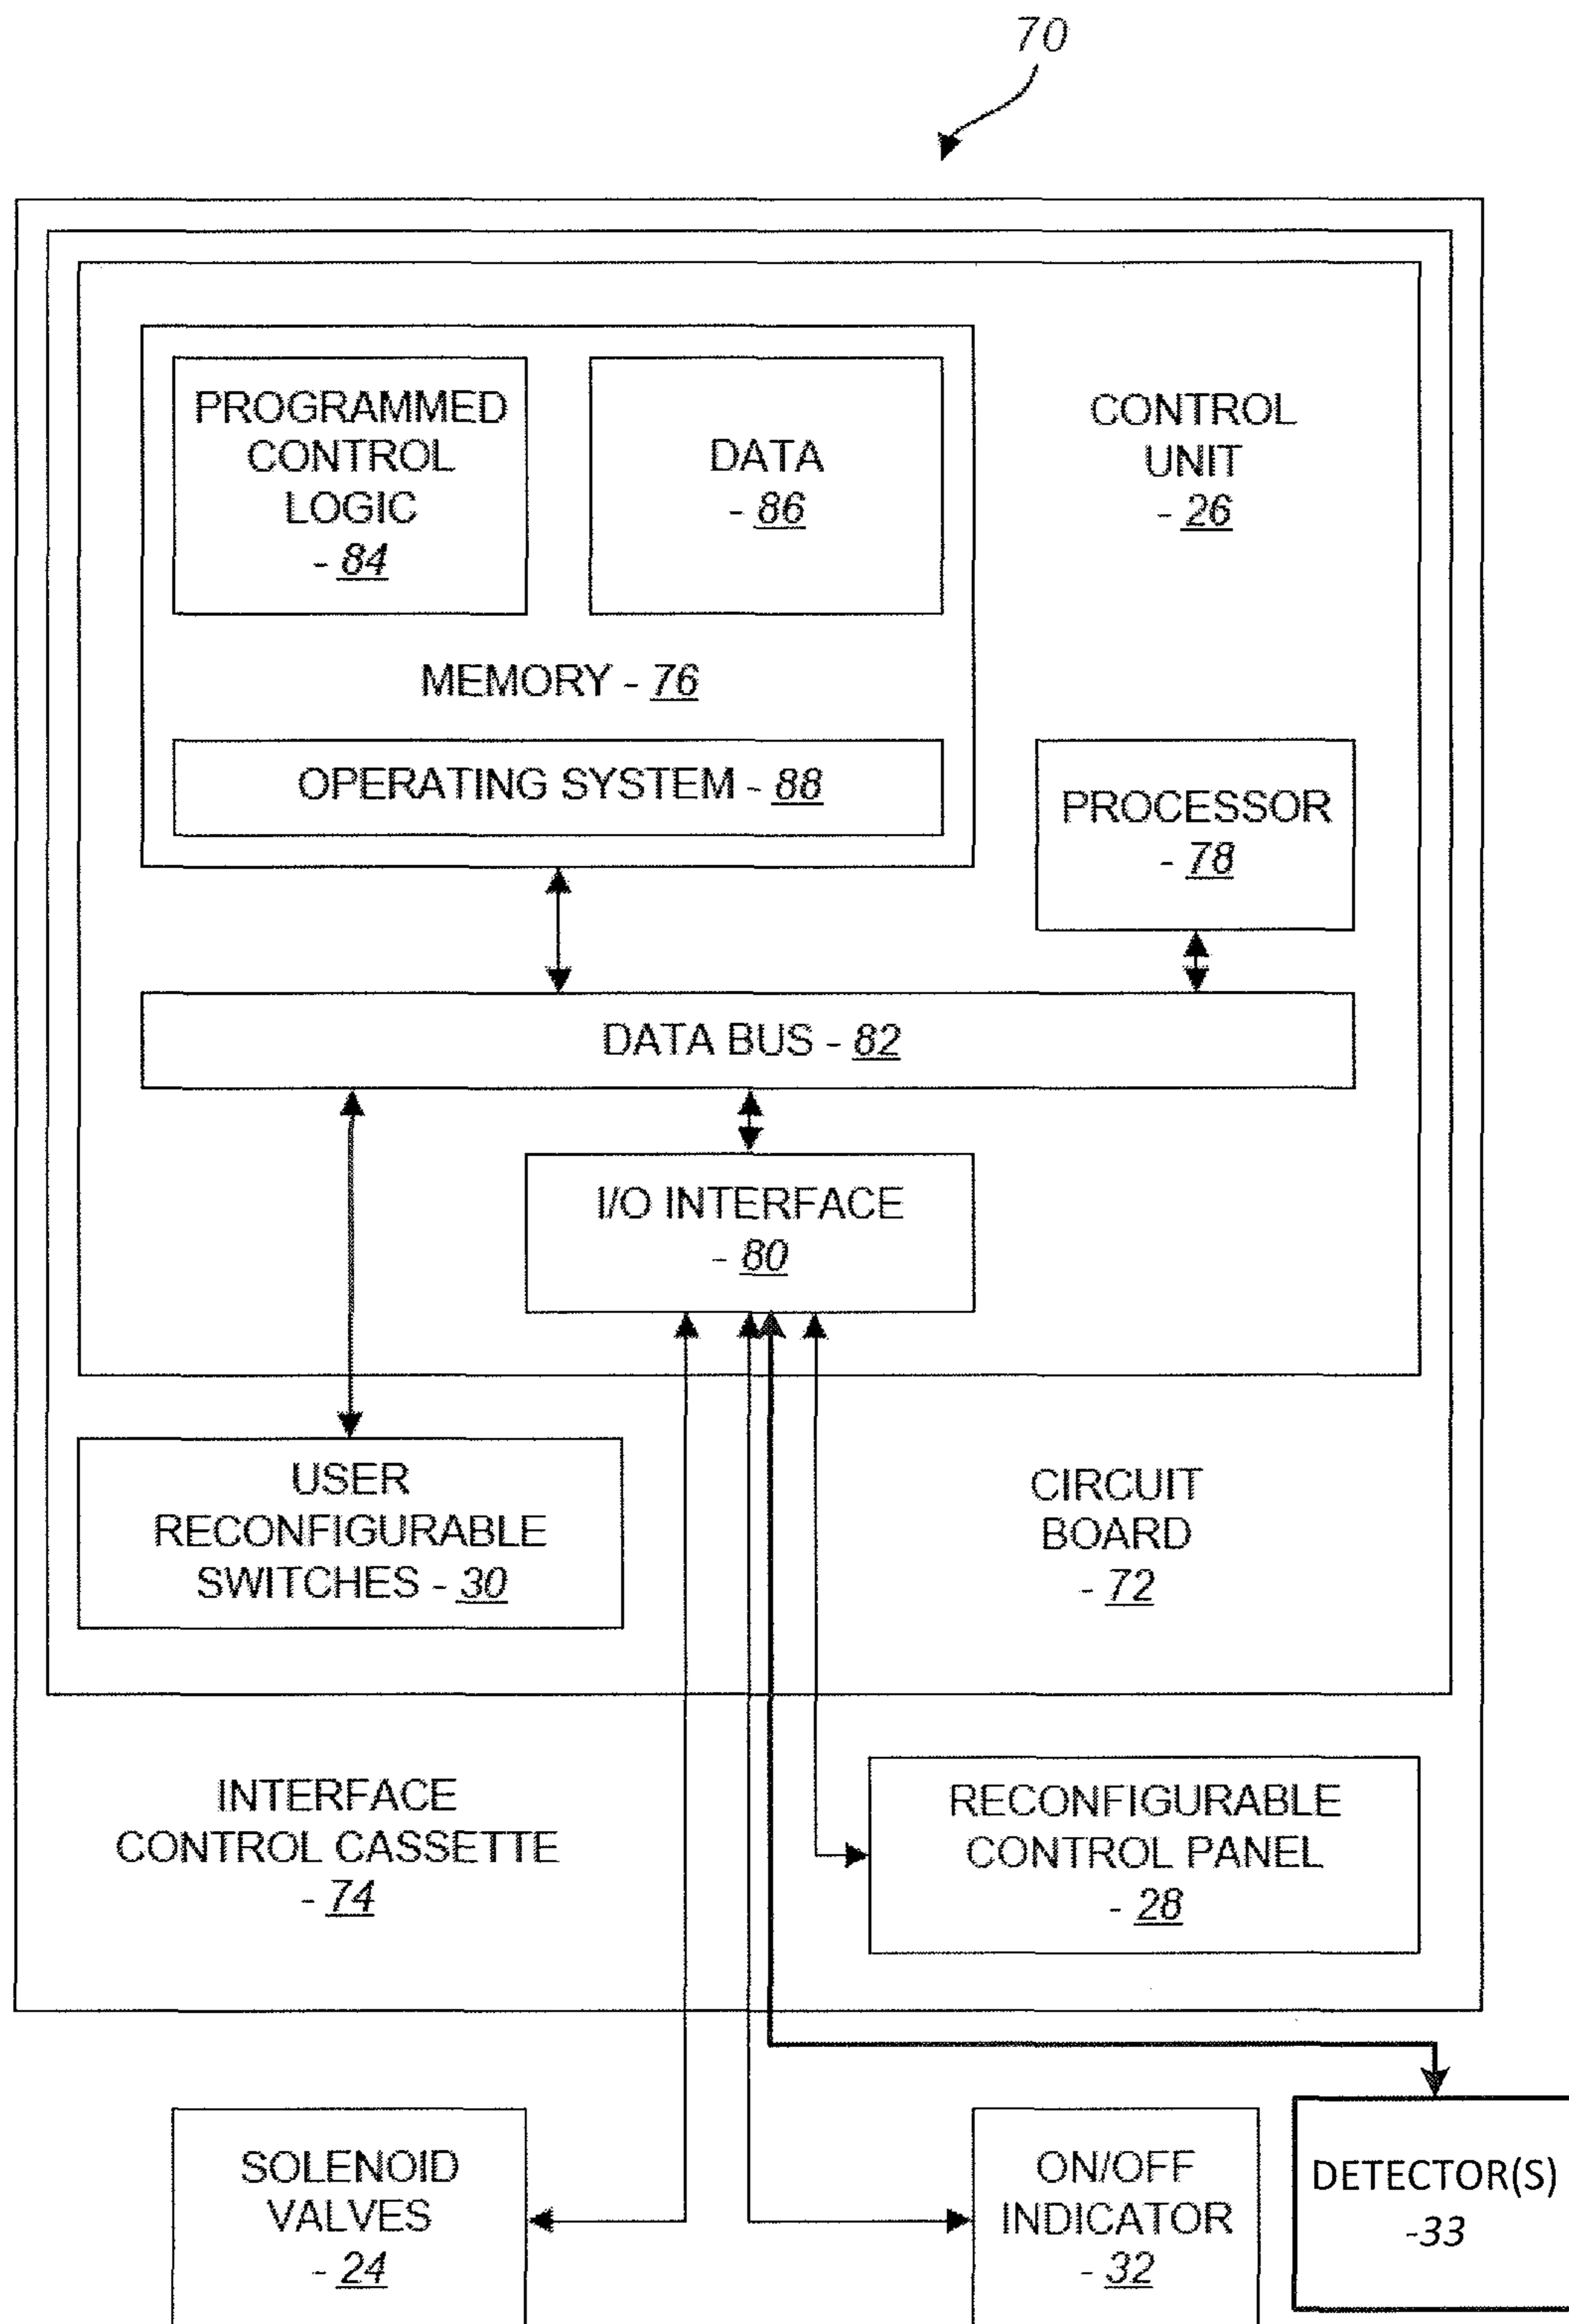 70
PROGRAMMED
CONTROL
LOGIC
- 84
DATA
- 86
CONTROL
UNIT
- 26
MEMORY - 76
OPERATING SYSTEM - 88
PROCESSOR
- 78
DATA BUS - 82
I/O INTERFACE
- 80
USER
RECONFIGURABLE
SWITCHES - 30
CIRCUIT
BOARD
- 72
INTERFACE
CONTROL CASSETTE
- 74
RECONFIGURABLE
CONTROL PANEL
- 28
SOLENOID
VALVES
- 24
ON/OFF
INDICATOR
- 32
DETECTOR(S)
-33